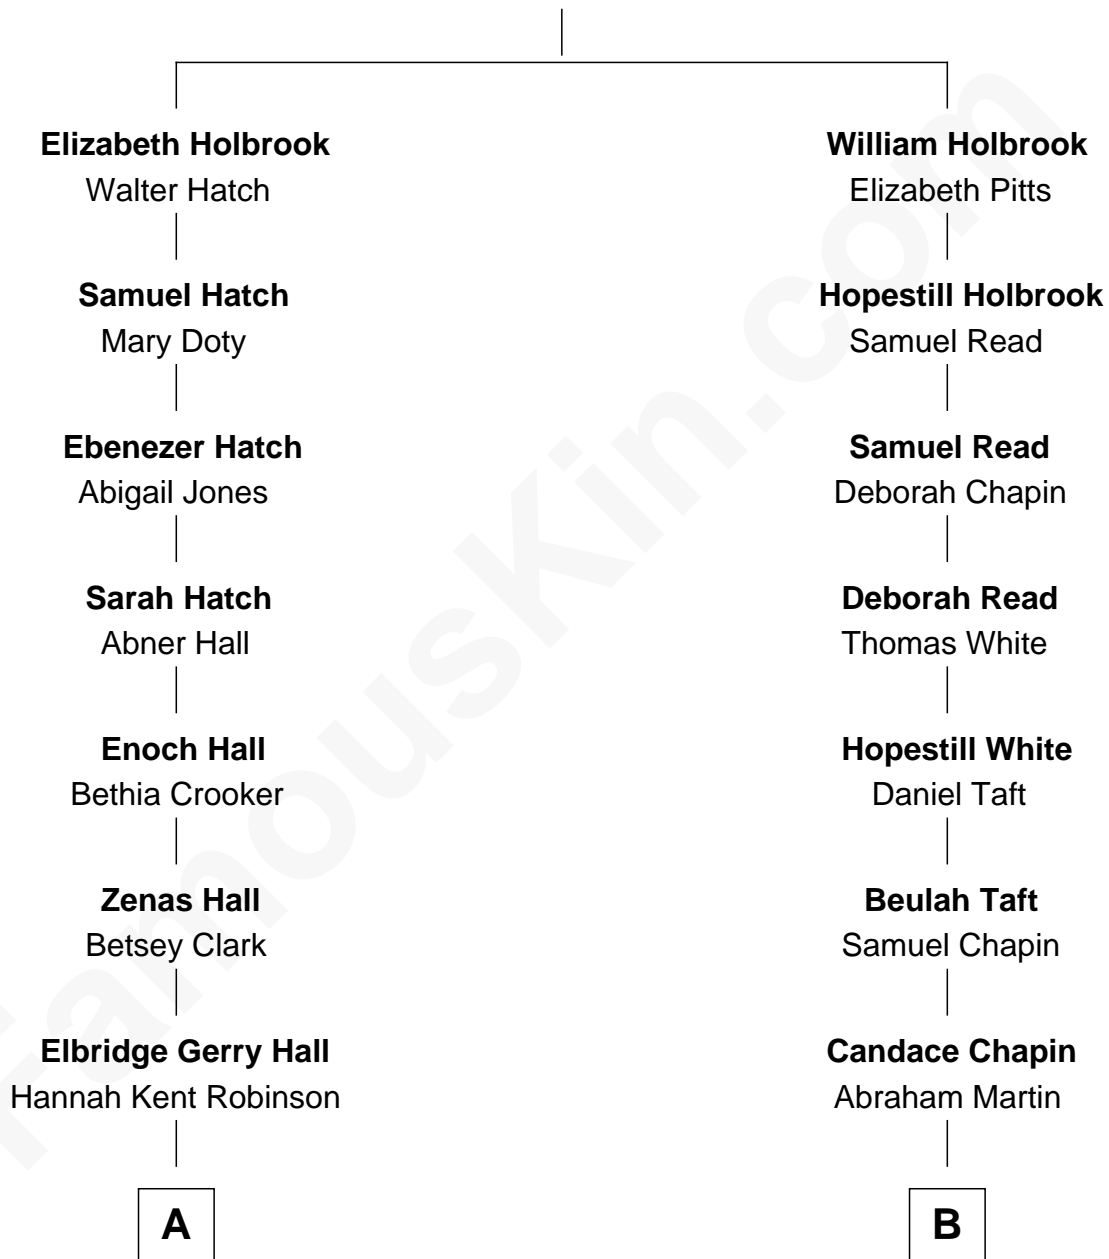 Elizabeth Holbrook
Walter Hatch
Samuel Hatch
Mary Doty
Ebenezer Hatch
Abigail Jones
Sarah Hatch
Abner Hall
Enoch Hall
Bethia Crooker
Zenas Hall
Betsey Clark
Elbridge Gerry Hall
Hannah Kent Robinson
A
William Holbrook
Elizabeth Pitts
Hopestill Holbrook
Samuel Read
Samuel Read
Deborah Chapin
Deborah Read
Thomas White
Hopestill White
Daniel Taft
Beulah Taft
Samuel Chapin
Candace Chapin
Abraham Martin
B
FamousKin.com